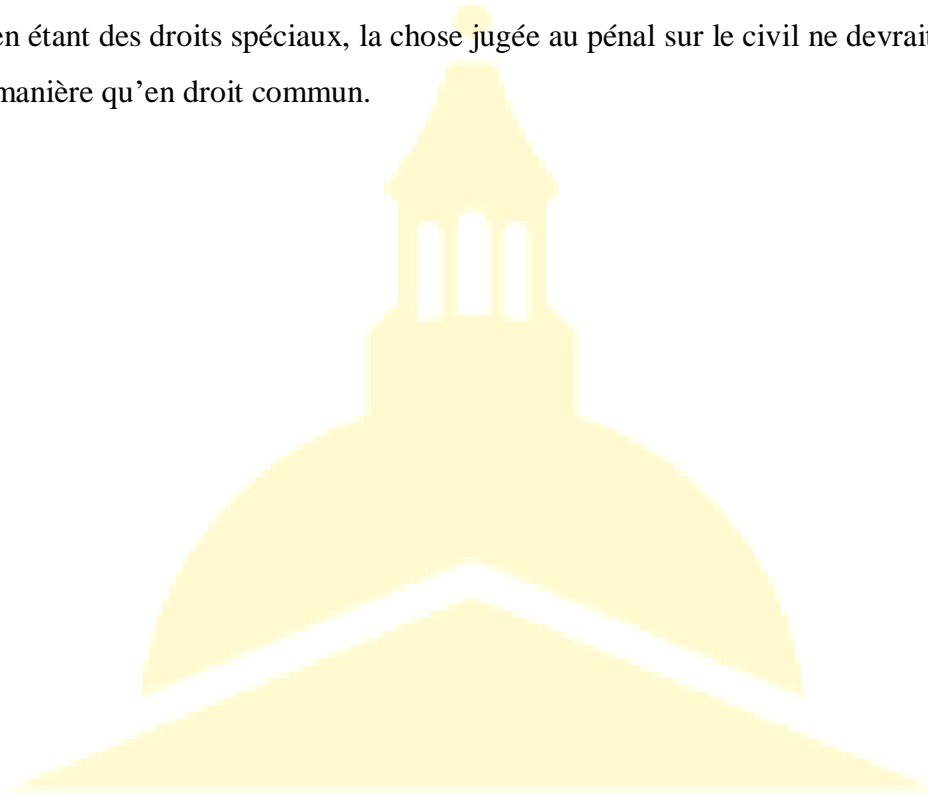 en étant des droits spéciaux, la chose jugée au pénal sur le civil ne devrait
manière qu’en droit commun.